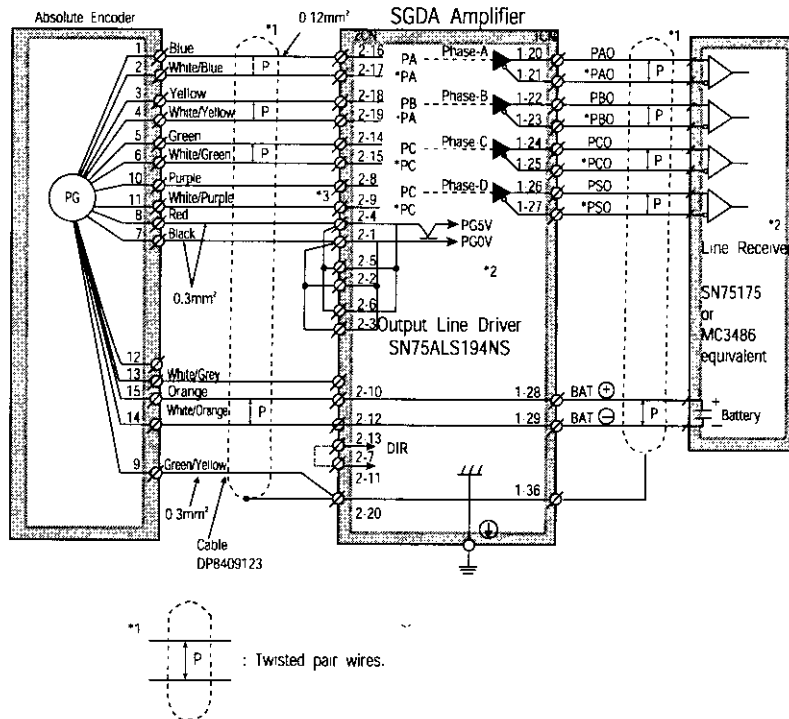 Absolute Encoder
SGDA Amplifier
*1
0.12mm²
2CN
1CN
*1
1 Blue 2-16 PA Phase-A 1-20 PAO
2 White/Blue P 2-17 *PA 1-21 *PAO P
3 Yellow 2-18 PB Phase-B 1-22 PBO
4 White/Yellow P 2-19 *PA 1-23 *PBO P
5 Green 2-14 PC Phase-C 1-24 PCO
6 White/Green P 2-15 *PC 1-25 *PCO P
10 Purple 2-8 PC Phase-D 1-26 PSO
11 White/Purple *3 2-9 *PC 1-27 *PSO P
PG
8 Red 2-4 PG5V
7 Black 2-1 PG0V
*2
2-5
*2
2-2
0.3mm²
2-6
2-3
Output Line Driver
SN75ALS194NS
Line Receiver
SN75175
or
MC3486
equivalent
12
13 White/Grey
15 Orange 2-10 1-28 BAT ⊕ +
White/Orange P P Battery
14 2-12 1-29 BAT ⊖ −
2-13
DIR
2-7
2-11
9 Green/Yellow
1-36
0.3mm²
2-20
Cable
DP8409123
*1
P : Twisted pair wires.